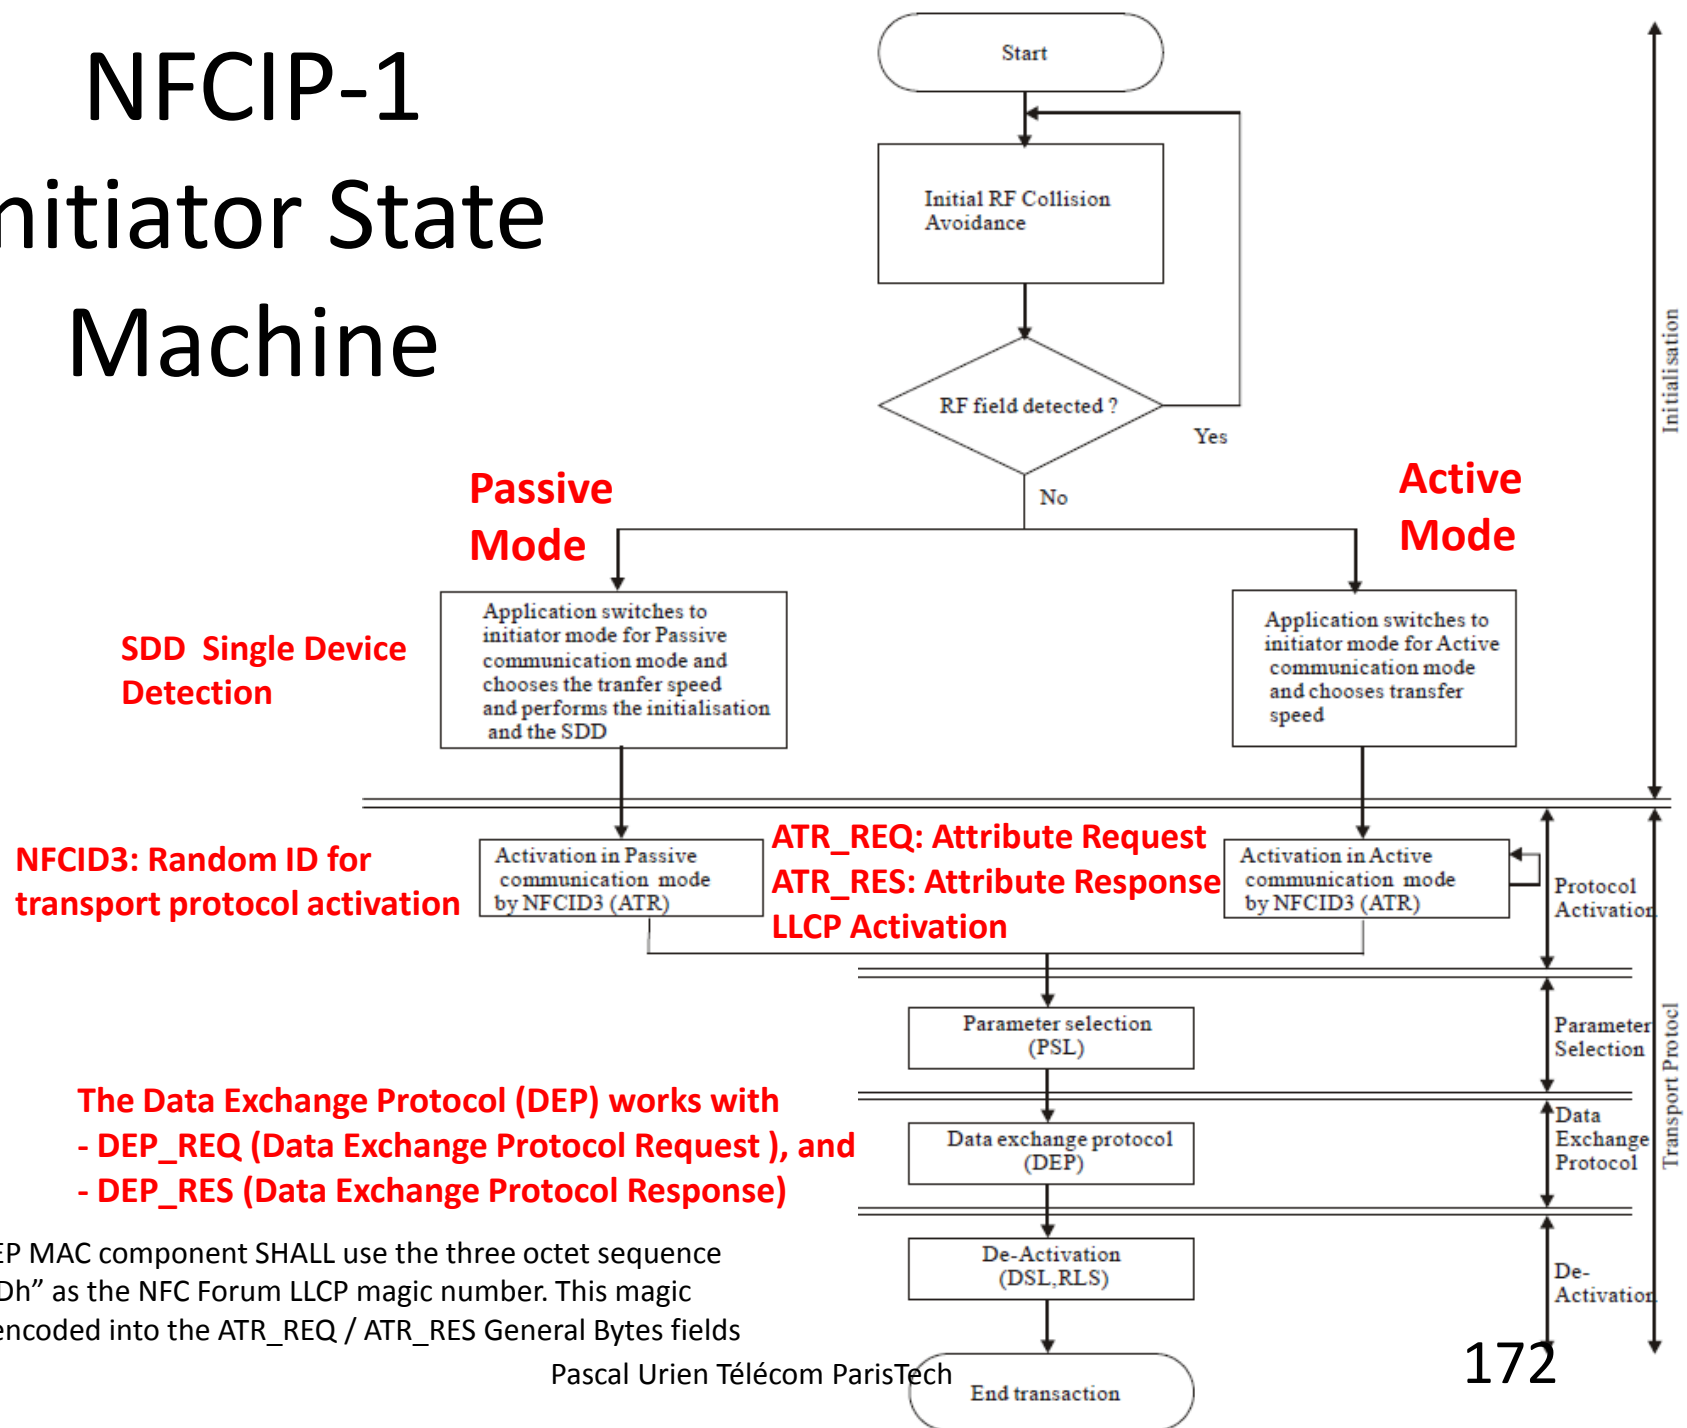 NFCIP-1
nitiator State
Machine
Start
Initial RF Collision
Avoidance
RF field detected ?
Yes
No
Initialisation
Passive
Mode
Active
Mode
SDD Single Device
Detection
Application switches to
initiator mode for Passive
communication mode and
chooses the tranfer speed
and performs the initialisation
and the SDD
Application switches to
initiator mode for Active
communication mode
and chooses transfer
speed
NFCID3: Random ID for
transport protocol activation
Activation in Passive
communication mode
by NFCID3 (ATR)
ATR_REQ: Attribute Request
ATR_RES: Attribute Response
LLCP Activation
Activation in Active
communication mode
by NFCID3 (ATR)
Protocol
Activation
Parameter selection
(PSL)
Parameter
Selection
Transport Protocl
The Data Exchange Protocol (DEP) works with
- DEP_REQ (Data Exchange Protocol Request ), and
- DEP_RES (Data Exchange Protocol Response)
Data exchange protocol
(DEP)
Data
Exchange
Protocol
EP MAC component SHALL use the three octet sequence
Dh” as the NFC Forum LLCP magic number. This magic
encoded into the ATR_REQ / ATR_RES General Bytes fields
De-Activation
(DSL,RLS)
De-
Activation
Pascal Urien Télécom ParisTech
End transaction
172